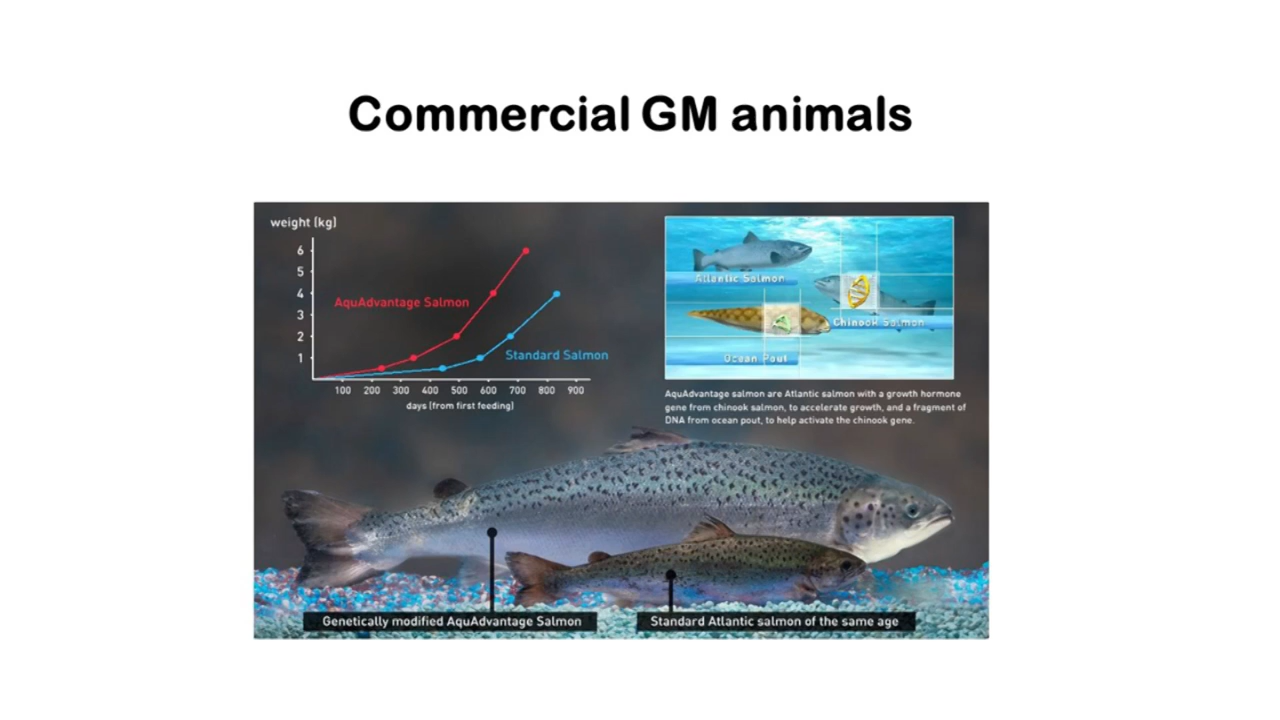 Commercial GM animals
weight (kg)
6
5
4
3
2
1
AquAdvantage Salmon
Standard Salmon
100 200 300 400 500 600 700 800 900
days (from first feeding)
Atlantic Salmon
Chinook Salmon
Ocean Pout
AquAdvantage salmon are Atlantic salmon with a growth hormone
gene from chinook salmon, to accelerate growth, and a fragment of
DNA from ocean pout, to help activate the chinook gene.
Genetically modified AquAdvantage Salmon
Standard Atlantic salmon of the same age